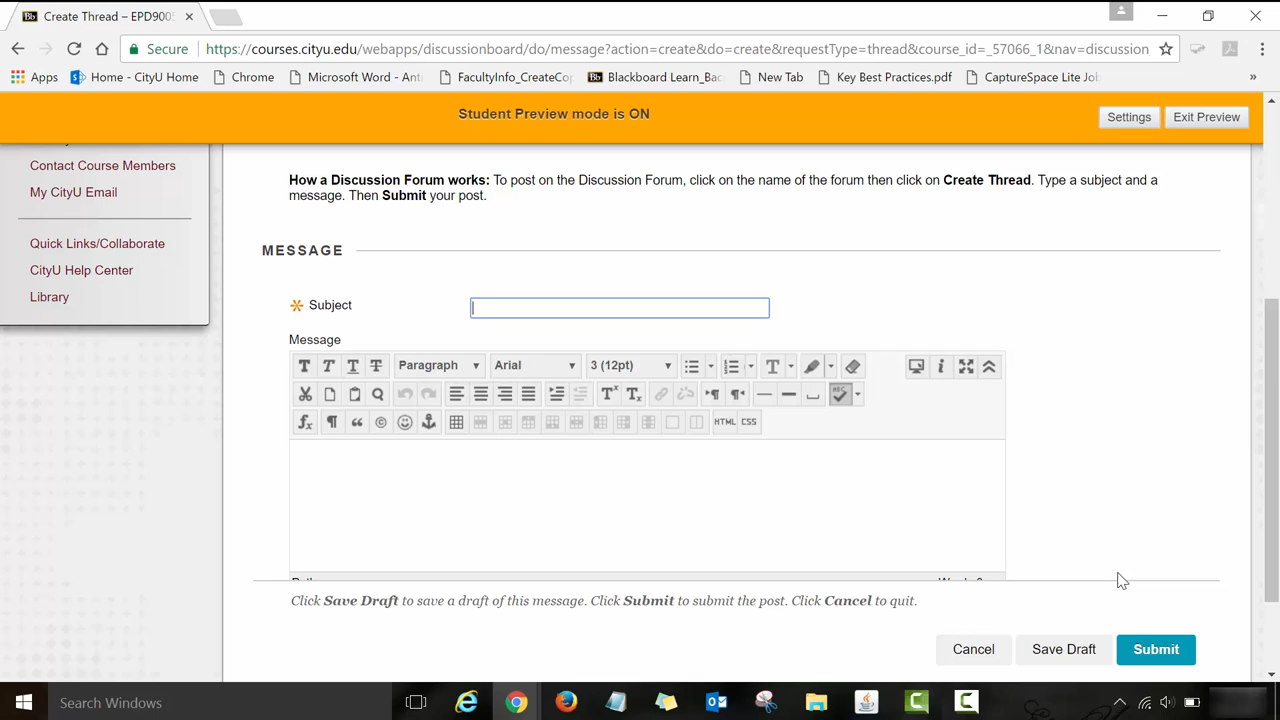 Create Thread – EPD900
Secure
https://courses.cityu.edu/webapps/discussionboard/do/message?action=create&do=create&requestType=thread&course_id=_57066_1&nav=discussion
Apps
Home - CityU Home
Chrome
Microsoft Word - Anti
FacultyInfo_CreateCo
Blackboard Learn_Ba
New Tab
Key Best Practices.pdf
CaptureSpace Lite Jo
»
Student Preview mode is ON
Settings
Exit Preview
Contact Course Members
My CityU Email
Quick Links/Collaborate
CityU Help Center
Library
How a Discussion Forum works: To post on the Discussion Forum, click on the name of the forum then click on Create Thread. Type a subject and a
message. Then Submit your post.
MESSAGE
Subject
Message
T T T T Paragraph Arial 3 (12pt)
HTML CSS
Click Save Draft to save a draft of this message. Click Submit to submit the post. Click Cancel to quit.
Cancel
Save Draft
Submit
Search Windows